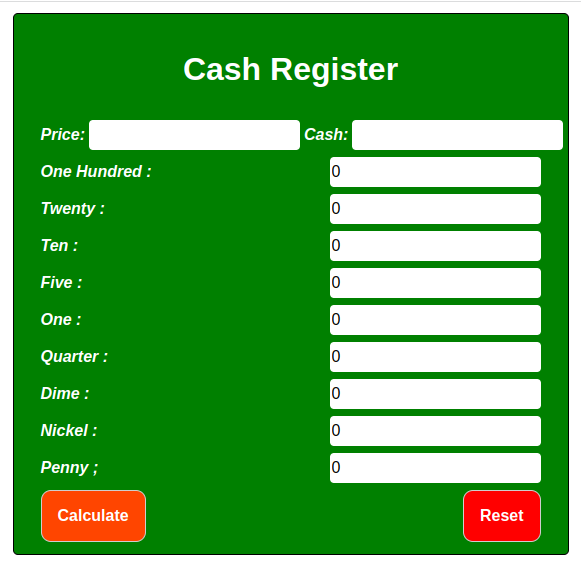 Cash Register
Price: Cash:
One Hundred : 0
Twenty : 0
Ten : 0
Five : 0
One : 0
Quarter : 0
Dime : 0
Nickel : 0
Penny ; 0
Calculate Reset